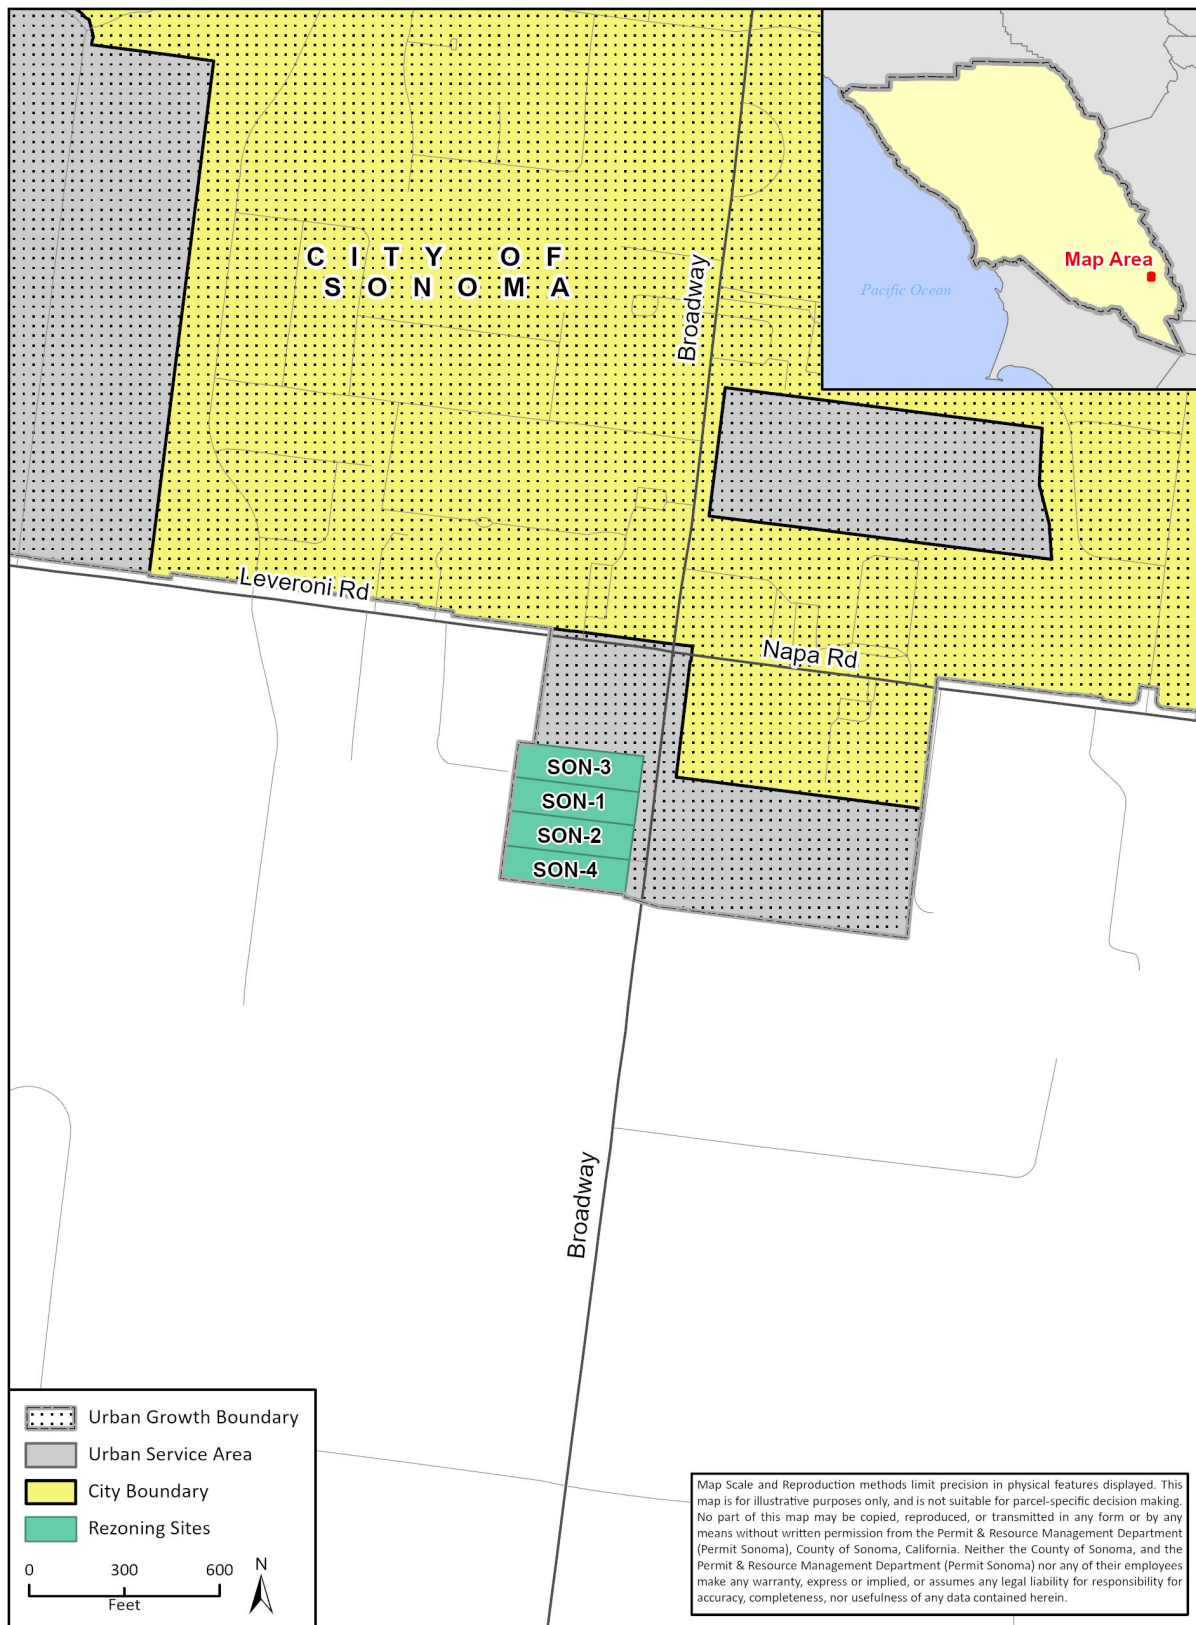 CITY OF
SONOMA
Broadway
Map Area
Pacific Ocean
Leveroni Rd
Napa Rd
SON-3
SON-1
SON-2
SON-4
Broadway
Urban Growth Boundary
Urban Service Area
City Boundary
Rezoning Sites
0 300 600
Feet
N
Map Scale and Reproduction methods limit precision in physical features displayed. This
map is for illustrative purposes only, and is not suitable for parcel-specific decision making.
No part of this map may be copied, reproduced, or transmitted in any form or by any
means without written permission from the Permit & Resource Management Department
(Permit Sonoma), County of Sonoma, California. Neither the County of Sonoma, and the
Permit & Resource Management Department (Permit Sonoma) nor any of their employees
make any warranty, express or implied, or assumes any legal liability for responsibility for
accuracy, completeness, nor usefulness of any data contained herein.